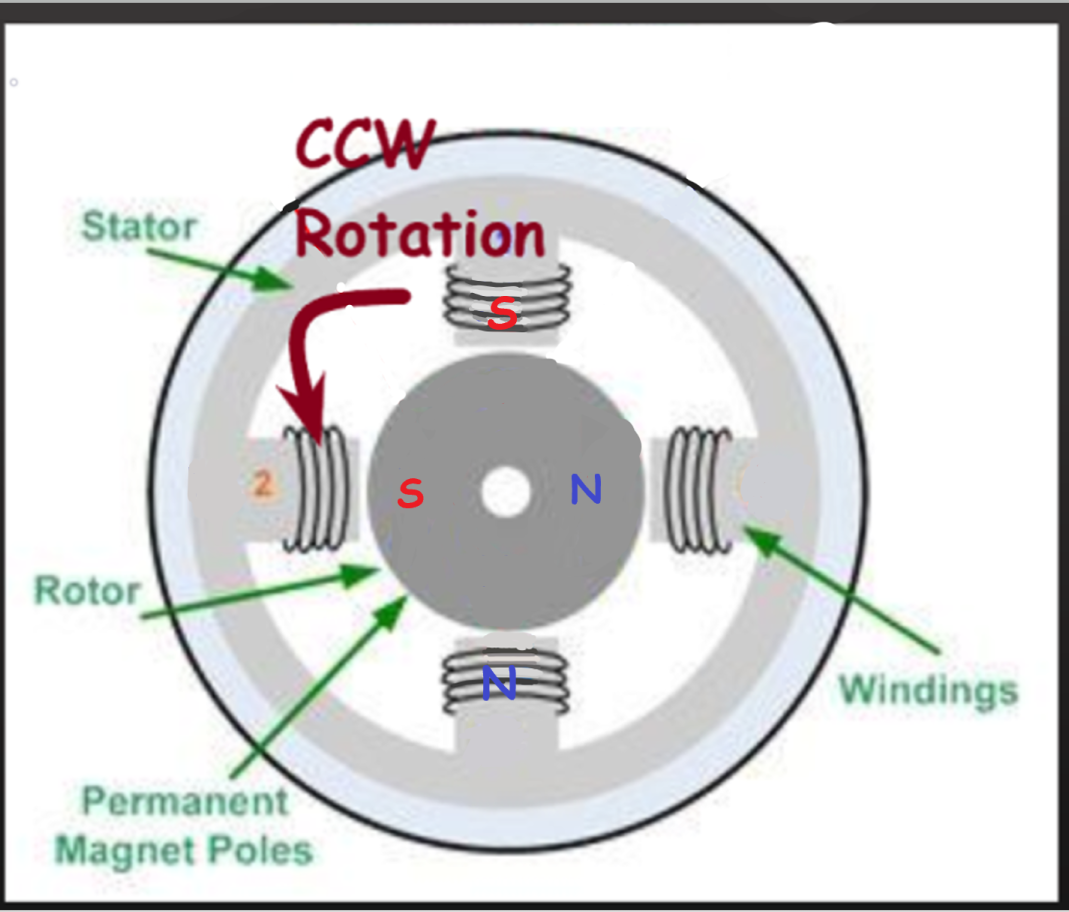 CCW
Rotation
Stator
S
2
S
N
Rotor
N
Windings
Permanent
Magnet Poles